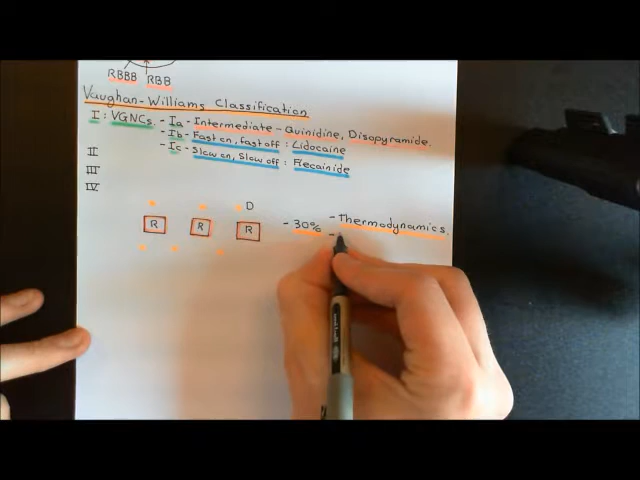 RBBB RBB
Vaughan-Williams Classification
I : VGNCs - Ia - Intermediate - Quinidine, Disopyramide.
- Ib - Fast on, fast off : Lidocaine
II - Ic - Slow on, Slow off : Flecainide
III
IV
D
R R R - 30% - Thermodynamics.
-